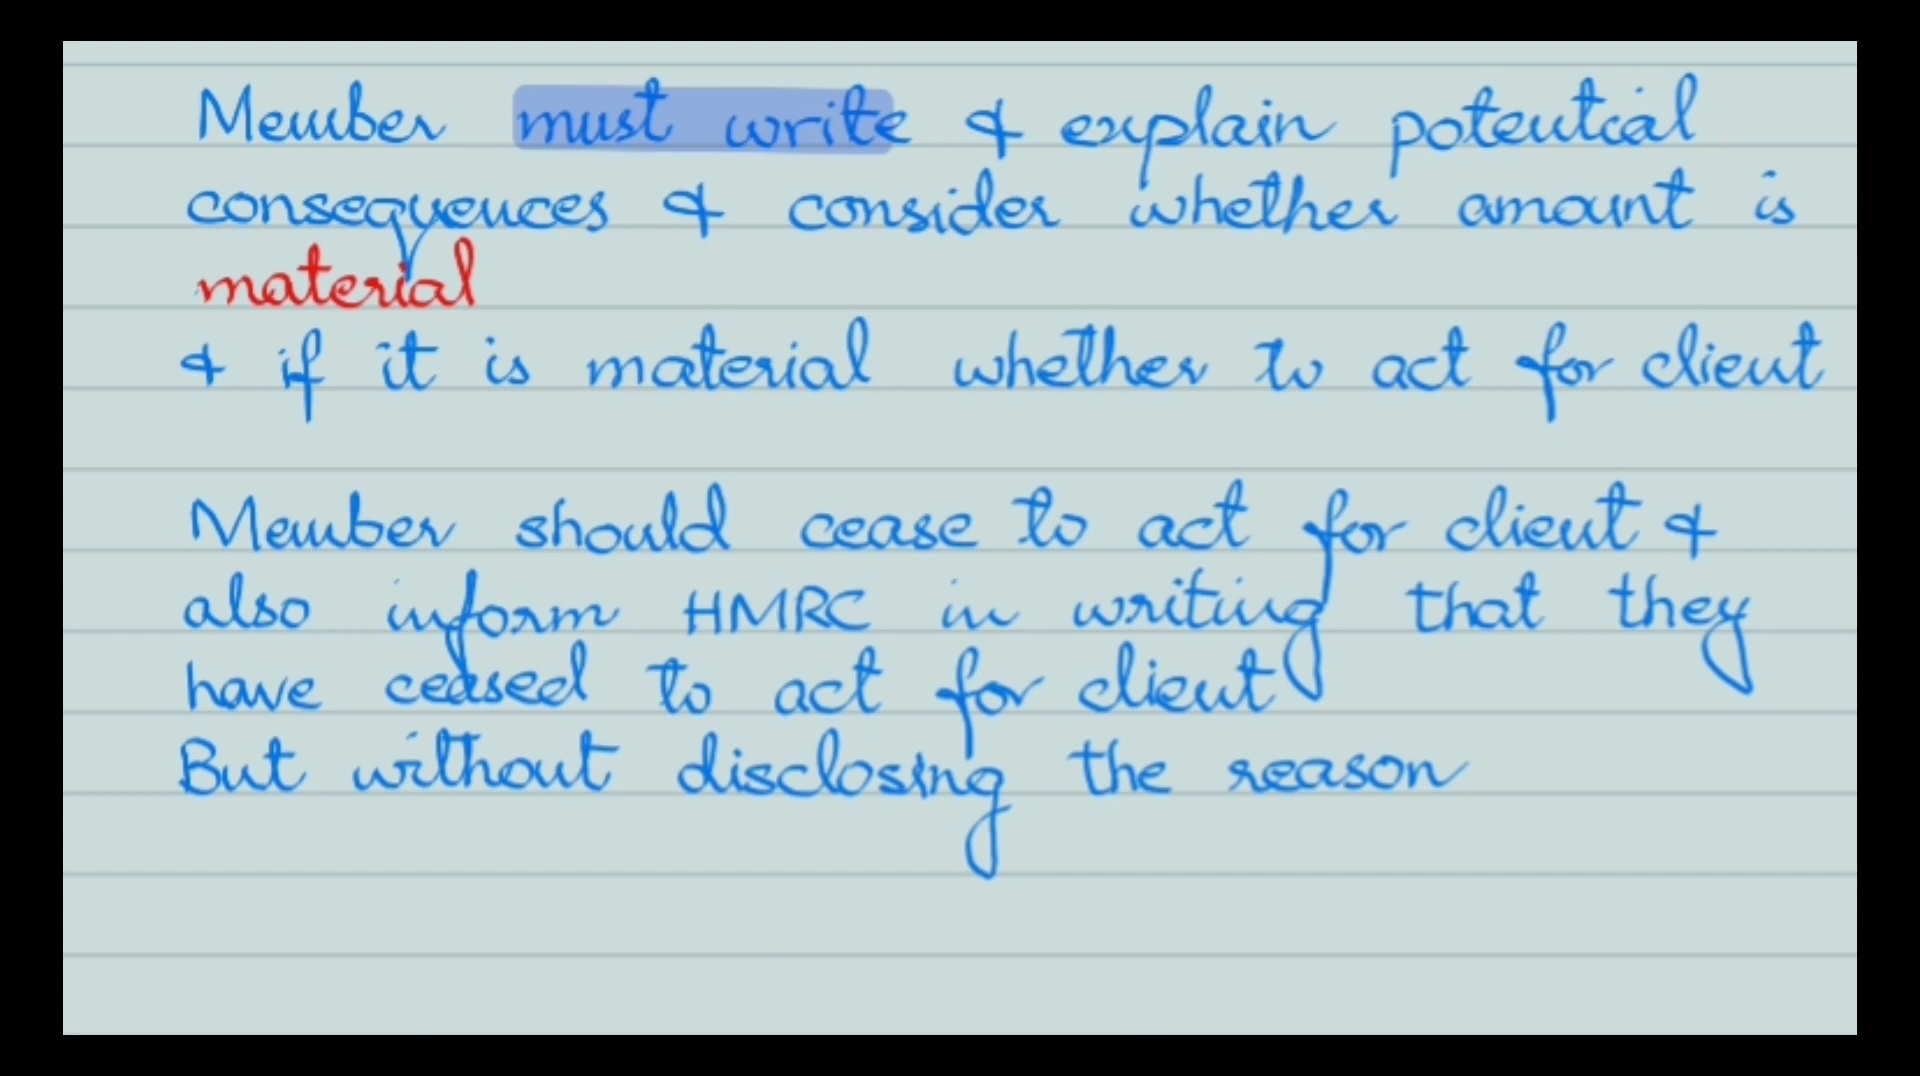 Member must write & explain potential
consequences & consider whether amount is
material
& if it is material whether to act for client
Member should cease to act for client &
also inform HMRC in writing that they
have ceased to act for client
But without disclosing the reason